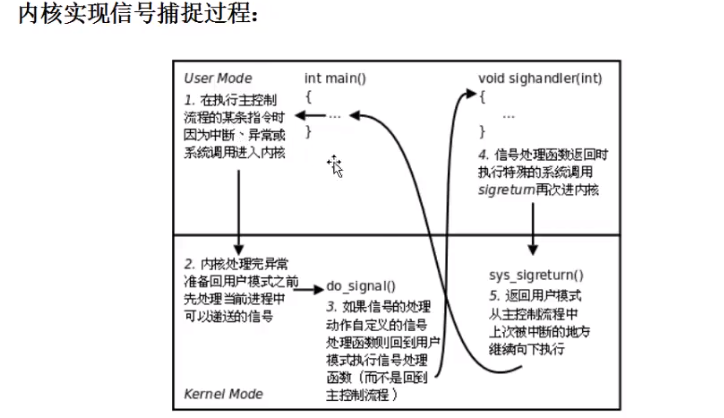 内核实现信号捕捉过程：
User Mode
1. 在执行主控制
流程的某条指令时
因为中断、异常或
系统调用进入内核
int main()
{
...
}
void sighandler(int)
{
...
}
4. 信号处理函数返回时
执行特殊的系统调用
sigreturn再次进内核
2. 内核处理完异常
准备回用户模式之前
先处理当前进程中
可以递送的信号
do_signal()
3. 如果信号的处理
动作自定义的信号
处理函数则回到用户
模式执行信号处理
函数（而不是回到
主控制流程）
sys_sigreturn()
5. 返回用户模式
从主控制流程中
上次被中断的地方
继续向下执行
Kernel Mode